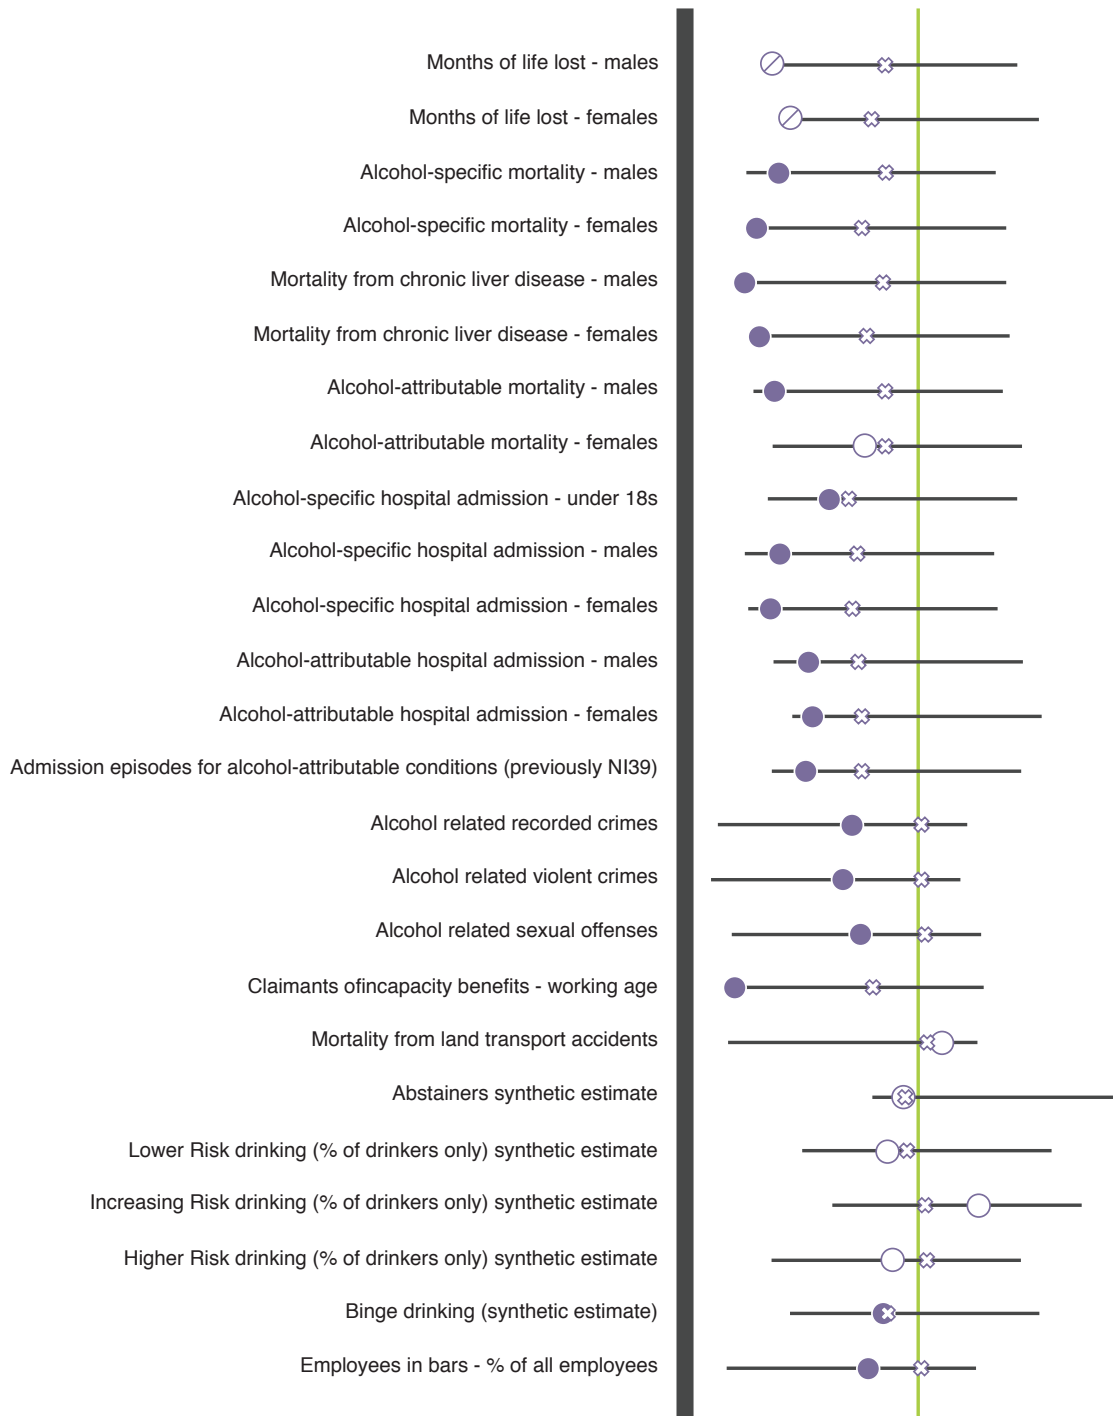 Months of life lost - males
Months of life lost - females
Alcohol-specific mortality - males
Alcohol-specific mortality - females
Mortality from chronic liver disease - males
Mortality from chronic liver disease - females
Alcohol-attributable mortality - males
Alcohol-attributable mortality - females
Alcohol-specific hospital admission - under 18s
Alcohol-specific hospital admission - males
Alcohol-specific hospital admission - females
Alcohol-attributable hospital admission - males
Alcohol-attributable hospital admission - females
Admission episodes for alcohol-attributable conditions (previously NI39)
Alcohol related recorded crimes
Alcohol related violent crimes
Alcohol related sexual offenses
Claimants ofincapacity benefits - working age
Mortality from land transport accidents
Abstainers synthetic estimate
Lower Risk drinking (% of drinkers only) synthetic estimate
Increasing Risk drinking (% of drinkers only) synthetic estimate
Higher Risk drinking (% of drinkers only) synthetic estimate
Binge drinking (synthetic estimate)
Employees in bars - % of all employees